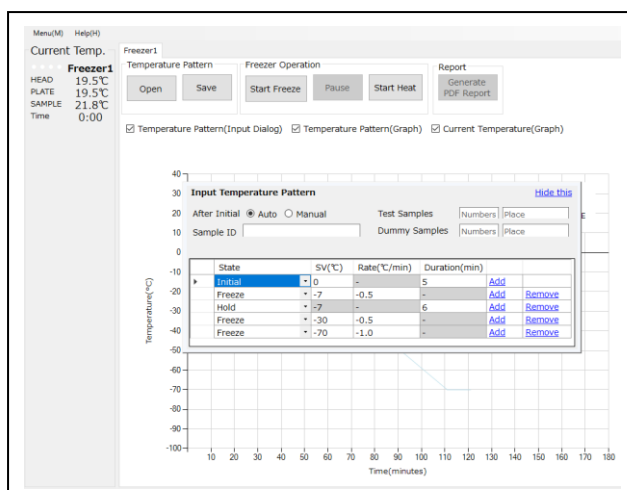 Menu(M) Help(H)
Current Temp.
Freezer1
HEAD 19.5℃
PLATE 19.5℃
SAMPLE 21.8℃
Time 0:00
Freezer1
Temperature Pattern
Open Save
Freezer Operation
Start Freeze Pause Start Heat
Report
Generate
PDF Report
Temperature Pattern(Input Dialog) Temperature Pattern(Graph) Current Temperature(Graph)
Input Temperature Pattern Hide this
After Initial Auto Manual Test Samples Numbers Place
Sample ID Dummy Samples Numbers Place
State SV(℃) Rate(℃/min) Duration(min)
Initial 0 - 5 Add
Freeze -7 -0.5 - Add Remove
Hold -7 - 6 Add Remove
Freeze -30 -0.5 - Add Remove
Freeze -70 -1.0 - Add Remove
Temperature(°C)
40
30
20
10
0
-10
-20
-30
-40
-50
-60
-70
-80
-90
-100
10 20 30 40 50 60 70 80 90 100 110 120 130 140 150 160 170 180
Time(minutes)